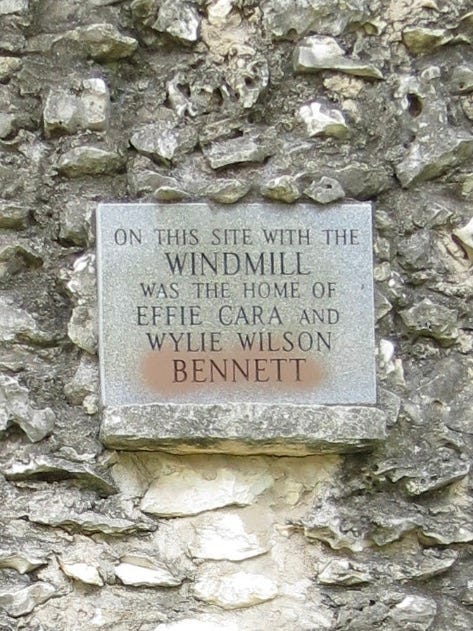 ON THIS SITE WITH THE
WINDMILL
WAS THE HOME OF
EFFIE CARA AND
WYLIE WILSON
BENNETT